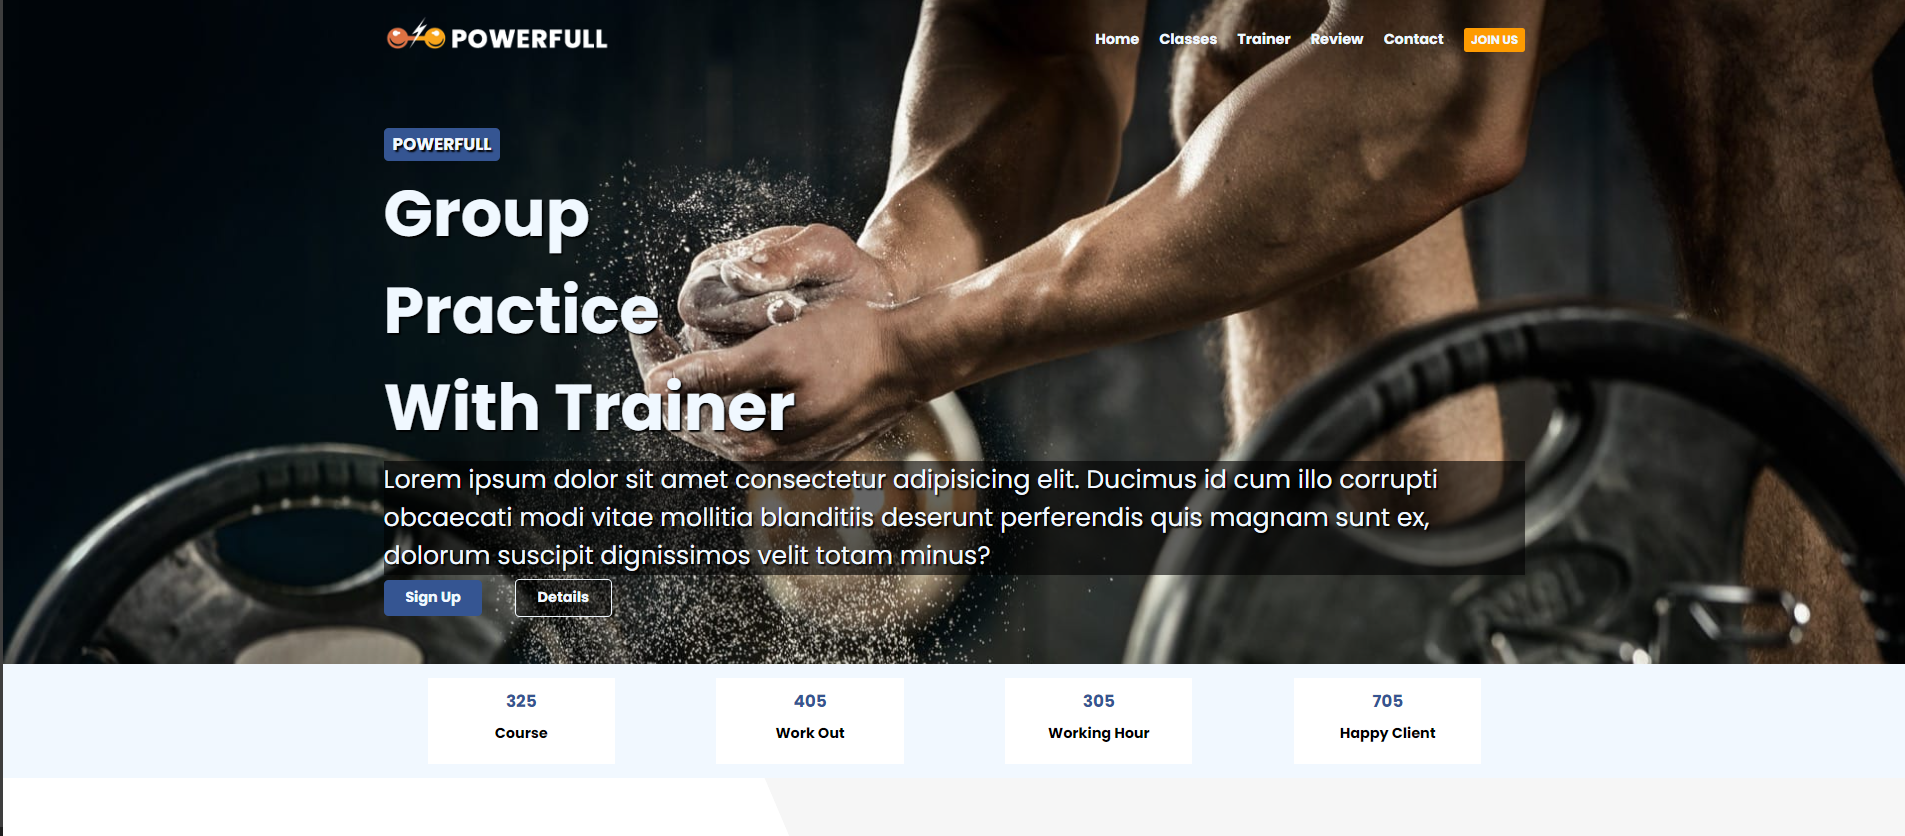 POWERFULL
Home Classes Trainer Review Contact JOIN US
POWERFULL
Group
Practice
With Trainer
Lorem ipsum dolor sit amet consectetur adipisicing elit. Ducimus id cum illo corrupti
obcaecati modi vitae mollitia blanditiis deserunt perferendis quis magnam sunt ex,
dolorum suscipit dignissimos velit totam minus?
Sign Up Details
325 405 305 705
Course Work Out Working Hour Happy Client